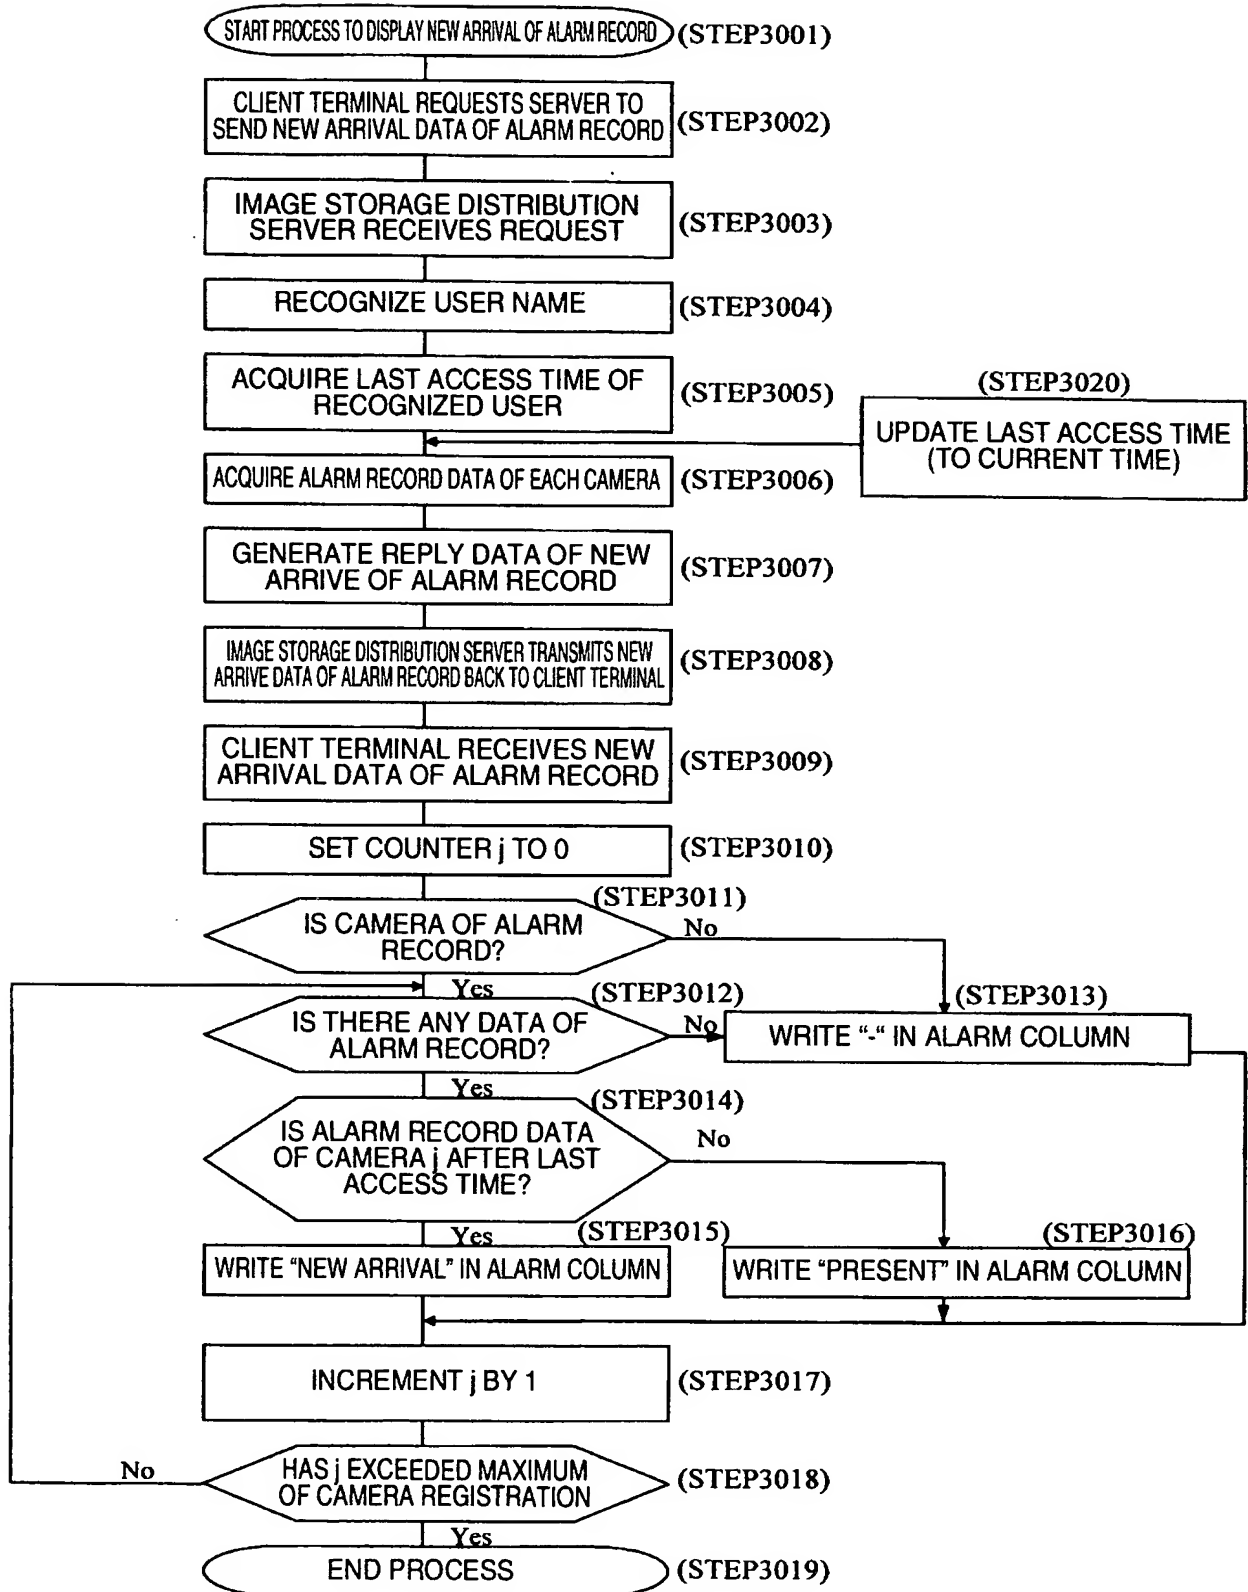 START PROCESS TO DISPLAY NEW ARRIVAL OF ALARM RECORD
(STEP3001)
CLIENT TERMINAL REQUESTS SERVER TO
SEND NEW ARRIVAL DATA OF ALARM RECORD
(STEP3002)
IMAGE STORAGE DISTRIBUTION
SERVER RECEIVES REQUEST
(STEP3003)
RECOGNIZE USER NAME
(STEP3004)
ACQUIRE LAST ACCESS TIME OF
RECOGNIZED USER
(STEP3005)
(STEP3020)
UPDATE LAST ACCESS TIME
(TO CURRENT TIME)
ACQUIRE ALARM RECORD DATA OF EACH CAMERA
(STEP3006)
GENERATE REPLY DATA OF NEW
ARRIVE OF ALARM RECORD
(STEP3007)
IMAGE STORAGE DISTRIBUTION SERVER TRANSMITS NEW
ARRIVE DATA OF ALARM RECORD BACK TO CLIENT TERMINAL
(STEP3008)
CLIENT TERMINAL RECEIVES NEW
ARRIVAL DATA OF ALARM RECORD
(STEP3009)
SET COUNTER j TO 0
(STEP3010)
(STEP3011)
IS CAMERA OF ALARM
RECORD?
No
Yes
(STEP3012)
IS THERE ANY DATA OF
ALARM RECORD?
No
(STEP3013)
WRITE “-“ IN ALARM COLUMN
Yes
(STEP3014)
IS ALARM RECORD DATA
OF CAMERA j AFTER LAST
ACCESS TIME?
No
Yes
(STEP3015)
WRITE “NEW ARRIVAL” IN ALARM COLUMN
(STEP3016)
WRITE “PRESENT” IN ALARM COLUMN
INCREMENT j BY 1
(STEP3017)
No
HAS j EXCEEDED MAXIMUM
OF CAMERA REGISTRATION
(STEP3018)
Yes
END PROCESS
(STEP3019)